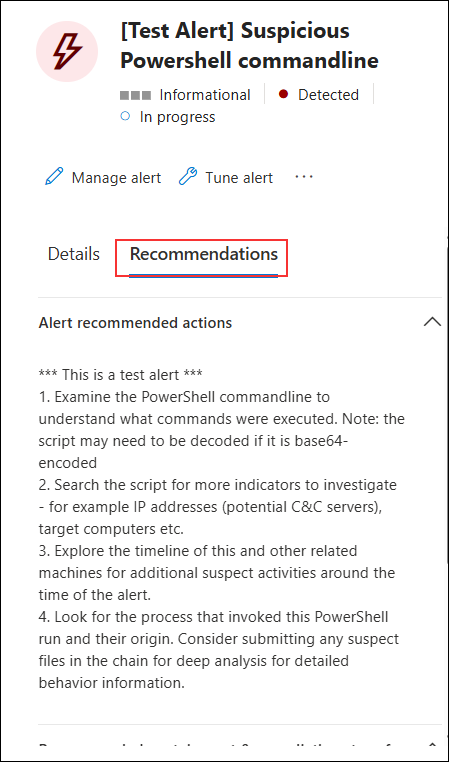 [Test Alert] Suspicious
Powershell commandline
Informational
Detected
In progress
Manage alert
Tune alert
...
Details
Recommendations
Alert recommended actions
*** This is a test alert ***
1. Examine the PowerShell commandline to
understand what commands were executed. Note: the
script may need to be decoded if it is base64-
encoded
2. Search the script for more indicators to investigate
- for example IP addresses (potential C&C servers),
target computers etc.
3. Explore the timeline of this and other related
machines for additional suspect activities around the
time of the alert.
4. Look for the process that invoked this PowerShell
run and their origin. Consider submitting any suspect
files in the chain for deep analysis for detailed
behavior information.